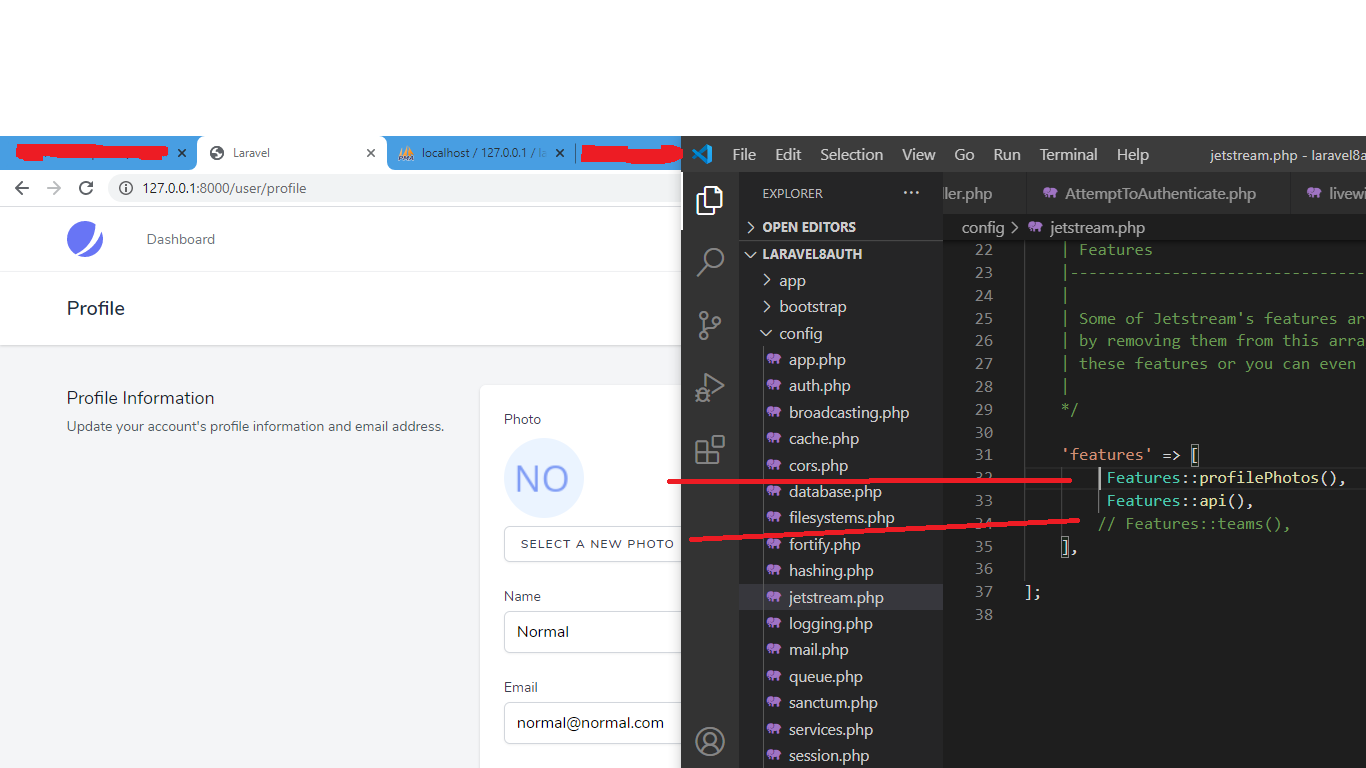 Laravel
localhost / 127.0.0.1 / la
127.0.0.1:8000/user/profile
Dashboard
Profile
Profile Information
Update your account's profile information and email address.
Photo
NO
SELECT A NEW PHOTO
Name
Normal
Email
normal@normal.com
File Edit Selection View Go Run Terminal Help
jetstream.php - laravel8a
EXPLORER
ller.php
AttemptToAuthenticate.php
livewi
OPEN EDITORS
LARAVEL8AUTH
app
bootstrap
config
app.php
auth.php
broadcasting.php
cache.php
cors.php
database.php
filesystems.php
fortify.php
hashing.php
jetstream.php
logging.php
mail.php
queue.php
sanctum.php
services.php
session.php
config > jetstream.php
22 | Features
23 |--------------------------------
24 |
25 | Some of Jetstream's features ar
26 | by removing them from this arra
27 | these features or you can even
28 |
29 */
30
31 'features' => [
32 Features::profilePhotos(),
33 Features::api(),
34 // Features::teams(),
35 ],
36
37 ];
38